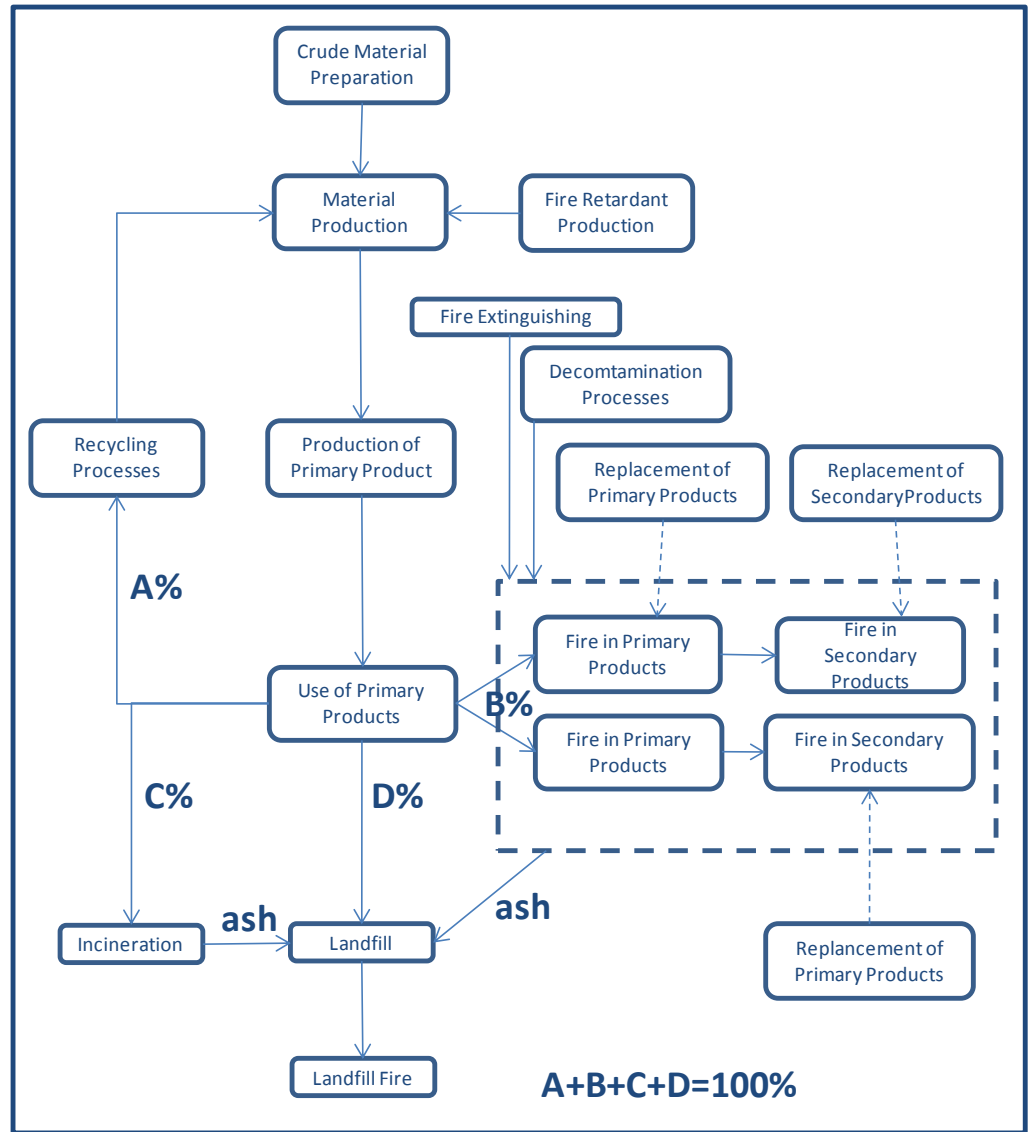 Crude Material
Preparation
Material
Production
Fire Retardant
Production
Fire Extinguishing
Decomtamination
Processes
Recycling
Processes
Production of
Primary Product
Replacement of
Primary Products
Replacement of
SecondaryProducts
A%
Fire in Primary
Products
Fire in
Secondary
Products
Use of Primary
Products
B%
Fire in Primary
Products
Fire in Secondary
Products
C%
D%
ash
ash
Incineration
Landfill
Replancement of
Primary Products
Landfill Fire
A+B+C+D=100%